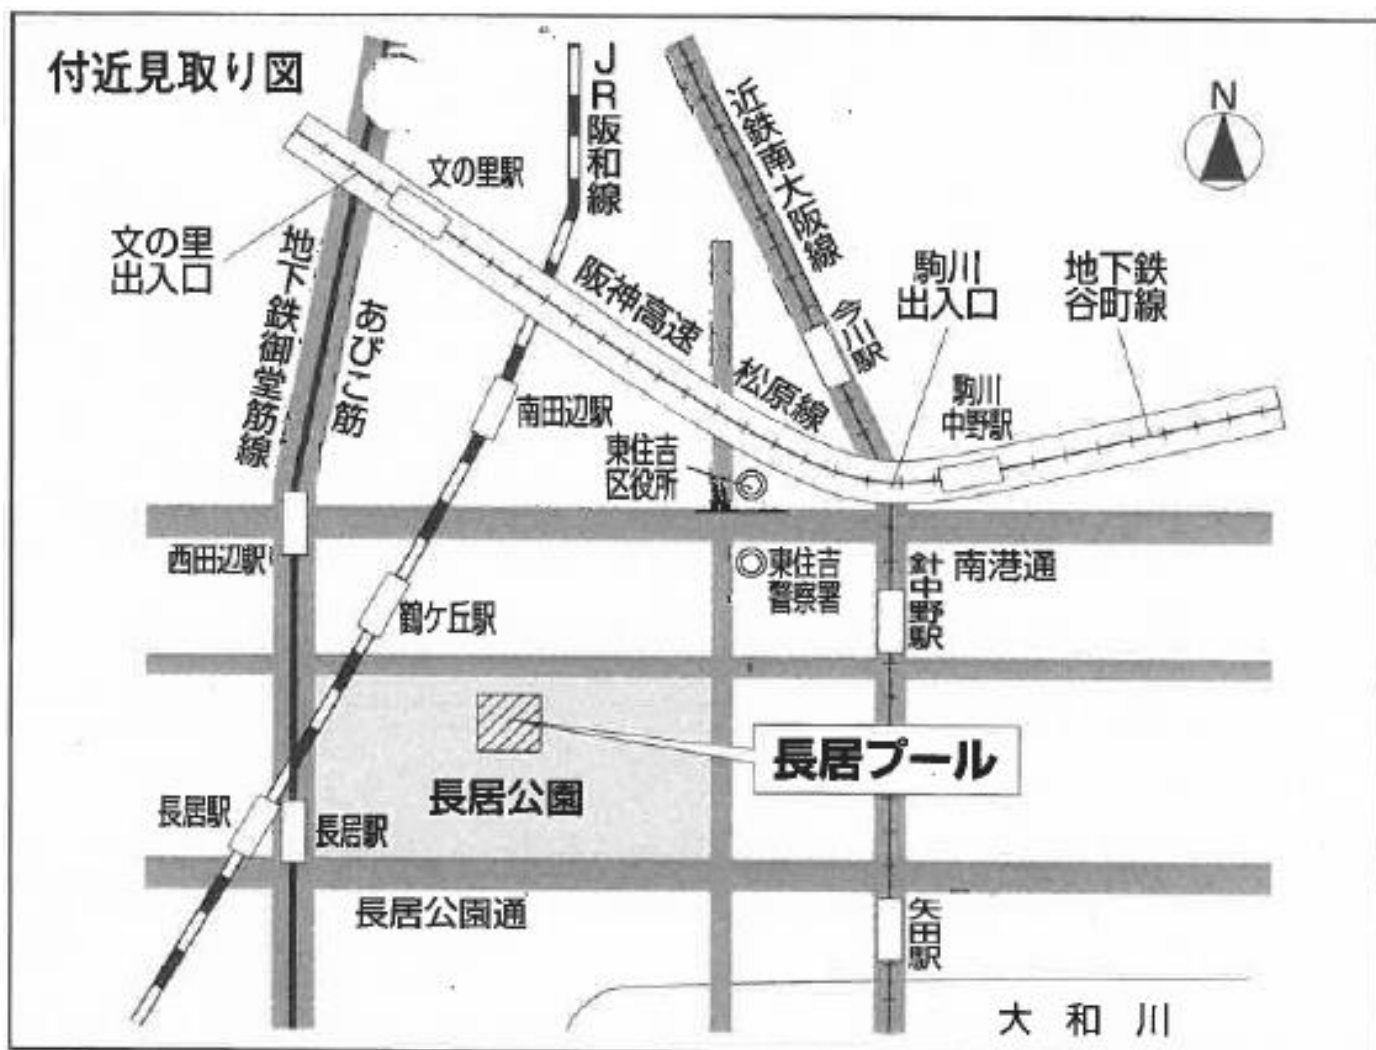 付近見取り図
JR阪和線
近鉄南大阪線
N
文の里駅
文の里
出入口
地下鉄御堂筋線
あびこ筋
阪神高速
松原線
今川駅
駒川
出入口
地下鉄
谷町線
駒川
中野駅
南田辺駅
東住吉
区役所
西田辺駅
鶴ケ丘駅
東住吉
警察署
針中野駅
南港通
長居プール
長居公園
長居駅
長居駅
長居公園通
矢田駅
大和川